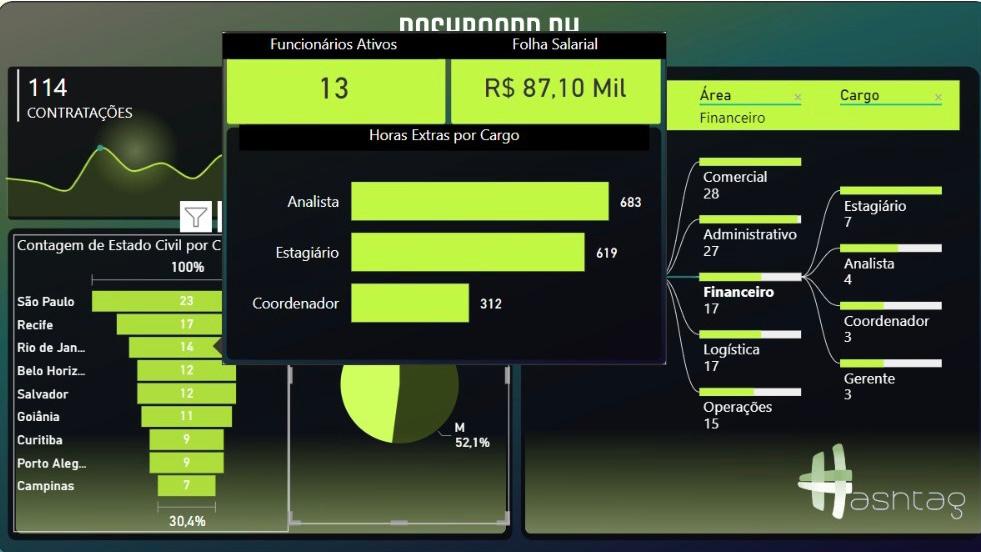 DASHBOARD RH
114
CONTRATAÇÕES
Funcionários Ativos
Folha Salarial
13
R$ 87,10 Mil
Horas Extras por Cargo
Analista
683
Estagiário
619
Coordenador
312
Área
Cargo
Financeiro
Comercial
28
Administrativo
27
Financeiro
17
Logística
17
Operações
15
Estagiário
7
Analista
4
Coordenador
3
Gerente
3
Contagem de Estado Civil por C
100%
São Paulo 23
Recife 17
Rio de Jan... 14
Belo Horiz... 12
Salvador 12
Goiânia 11
Curitiba 9
Porto Aleg... 9
Campinas 7
30,4%
M
52,1%
Hashtag